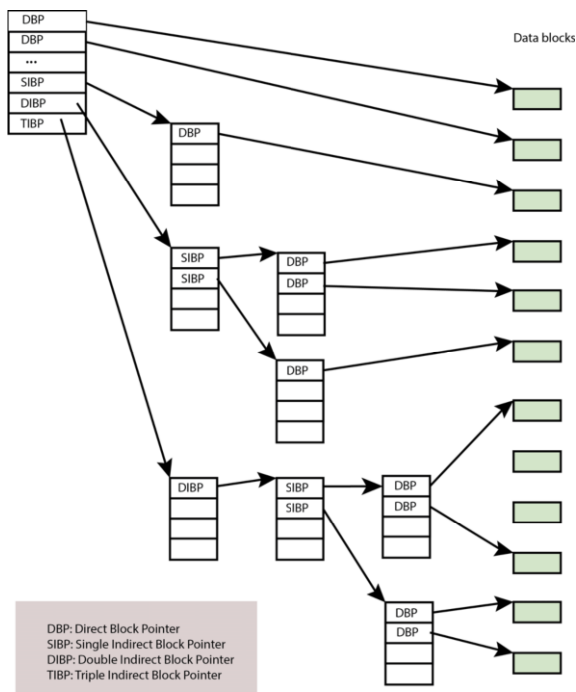 DBP
DBP
...
SIBP
DIBP
TIBP
Data blocks
DBP
SIBP
SIBP
DBP
DBP
DBP
DIBP
SIBP
SIBP
DBP
DBP
DBP
DBP
DBP: Direct Block Pointer
SIBP: Single Indirect Block Pointer
DIBP: Double Indirect Block Pointer
TIBP: Triple Indirect Block Pointer